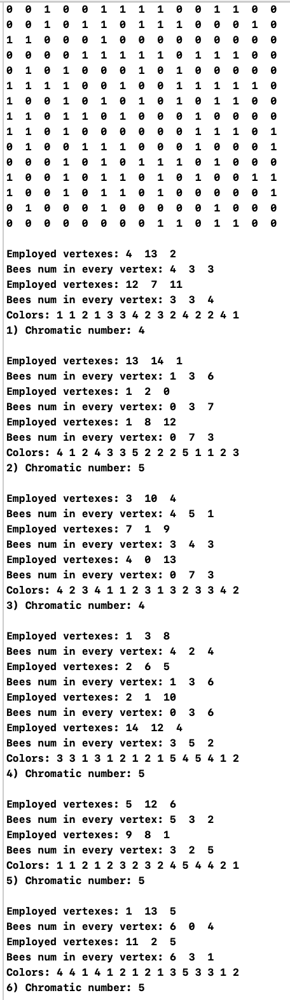 0 0 1 0 0 1 1 1 1 0 0 1 1 0 0
0 0 1 0 1 1 0 1 1 1 0 0 0 1 0
1 1 0 0 0 1 0 0 0 0 0 0 0 0 0
0 0 0 0 1 1 1 1 1 0 1 1 1 0 0
0 1 0 1 0 0 0 1 0 1 0 0 0 0 0
1 1 1 1 0 0 1 0 0 1 1 1 1 1 0
1 0 0 1 0 1 0 1 0 1 0 1 1 0 0
1 1 0 1 1 0 1 0 0 0 1 0 0 0 0
1 1 0 1 0 0 0 0 0 0 1 1 1 0 1
0 1 0 0 1 1 1 0 0 0 1 0 0 0 1
0 0 0 1 0 1 0 1 1 1 0 1 0 0 0
1 0 0 1 0 1 1 0 1 0 1 0 0 1 1
1 0 0 1 0 1 1 0 1 0 0 0 0 0 1
0 1 0 0 0 1 0 0 0 0 0 1 0 0 0
0 0 0 0 0 0 0 0 1 1 0 1 1 0 0
Employed vertexes: 4 13 2
Bees num in every vertex: 4 3 3
Employed vertexes: 12 7 11
Bees num in every vertex: 3 3 4
Colors: 1 1 2 1 3 3 4 2 3 2 4 2 2 4 1
1) Chromatic number: 4
Employed vertexes: 13 14 1
Bees num in every vertex: 1 3 6
Employed vertexes: 1 2 0
Bees num in every vertex: 0 3 7
Employed vertexes: 1 8 12
Bees num in every vertex: 0 7 3
Colors: 4 1 2 4 3 3 5 2 2 2 5 1 1 2 3
2) Chromatic number: 5
Employed vertexes: 3 10 4
Bees num in every vertex: 4 5 1
Employed vertexes: 7 1 9
Bees num in every vertex: 3 4 3
Employed vertexes: 4 0 13
Bees num in every vertex: 0 7 3
Colors: 4 2 3 4 1 1 2 3 1 3 2 3 3 4 2
3) Chromatic number: 4
Employed vertexes: 1 3 8
Bees num in every vertex: 4 2 4
Employed vertexes: 2 6 5
Bees num in every vertex: 1 3 6
Employed vertexes: 2 1 10
Bees num in every vertex: 0 3 6
Employed vertexes: 14 12 4
Bees num in every vertex: 3 5 2
Colors: 3 3 1 3 1 2 1 2 1 5 4 5 4 1 2
4) Chromatic number: 5
Employed vertexes: 5 12 6
Bees num in every vertex: 5 3 2
Employed vertexes: 9 8 1
Bees num in every vertex: 3 2 5
Colors: 1 1 2 1 2 3 2 3 2 4 5 4 4 2 1
5) Chromatic number: 5
Employed vertexes: 1 13 5
Bees num in every vertex: 6 0 4
Employed vertexes: 11 2 5
Bees num in every vertex: 6 3 1
Colors: 4 4 1 4 1 2 1 2 1 3 5 3 3 1 2
6) Chromatic number: 5